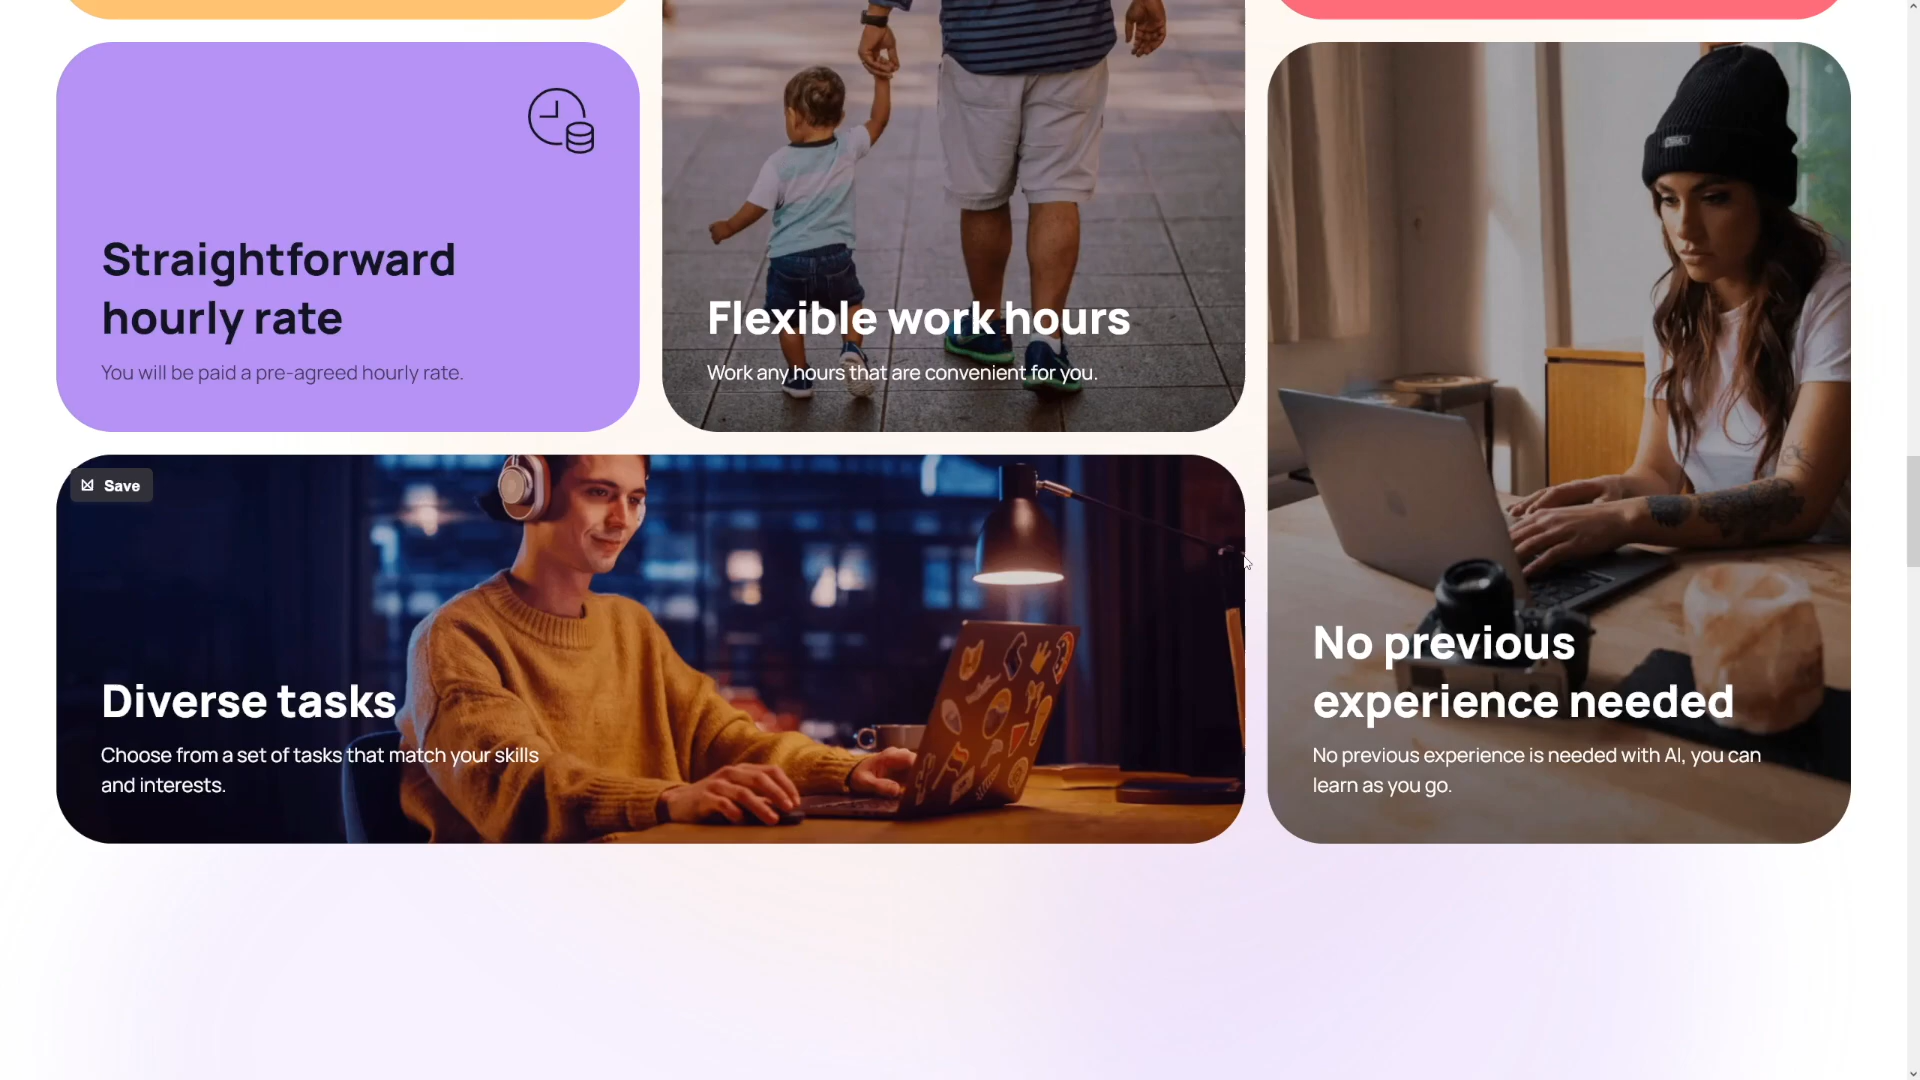 Straightforward
hourly rate
You will be paid a pre-agreed hourly rate.
Flexible work hours
Work any hours that are convenient for you.
Save
Diverse tasks
Choose from a set of tasks that match your skills
and interests.
No previous
experience needed
No previous experience is needed with AI, you can
learn as you go.